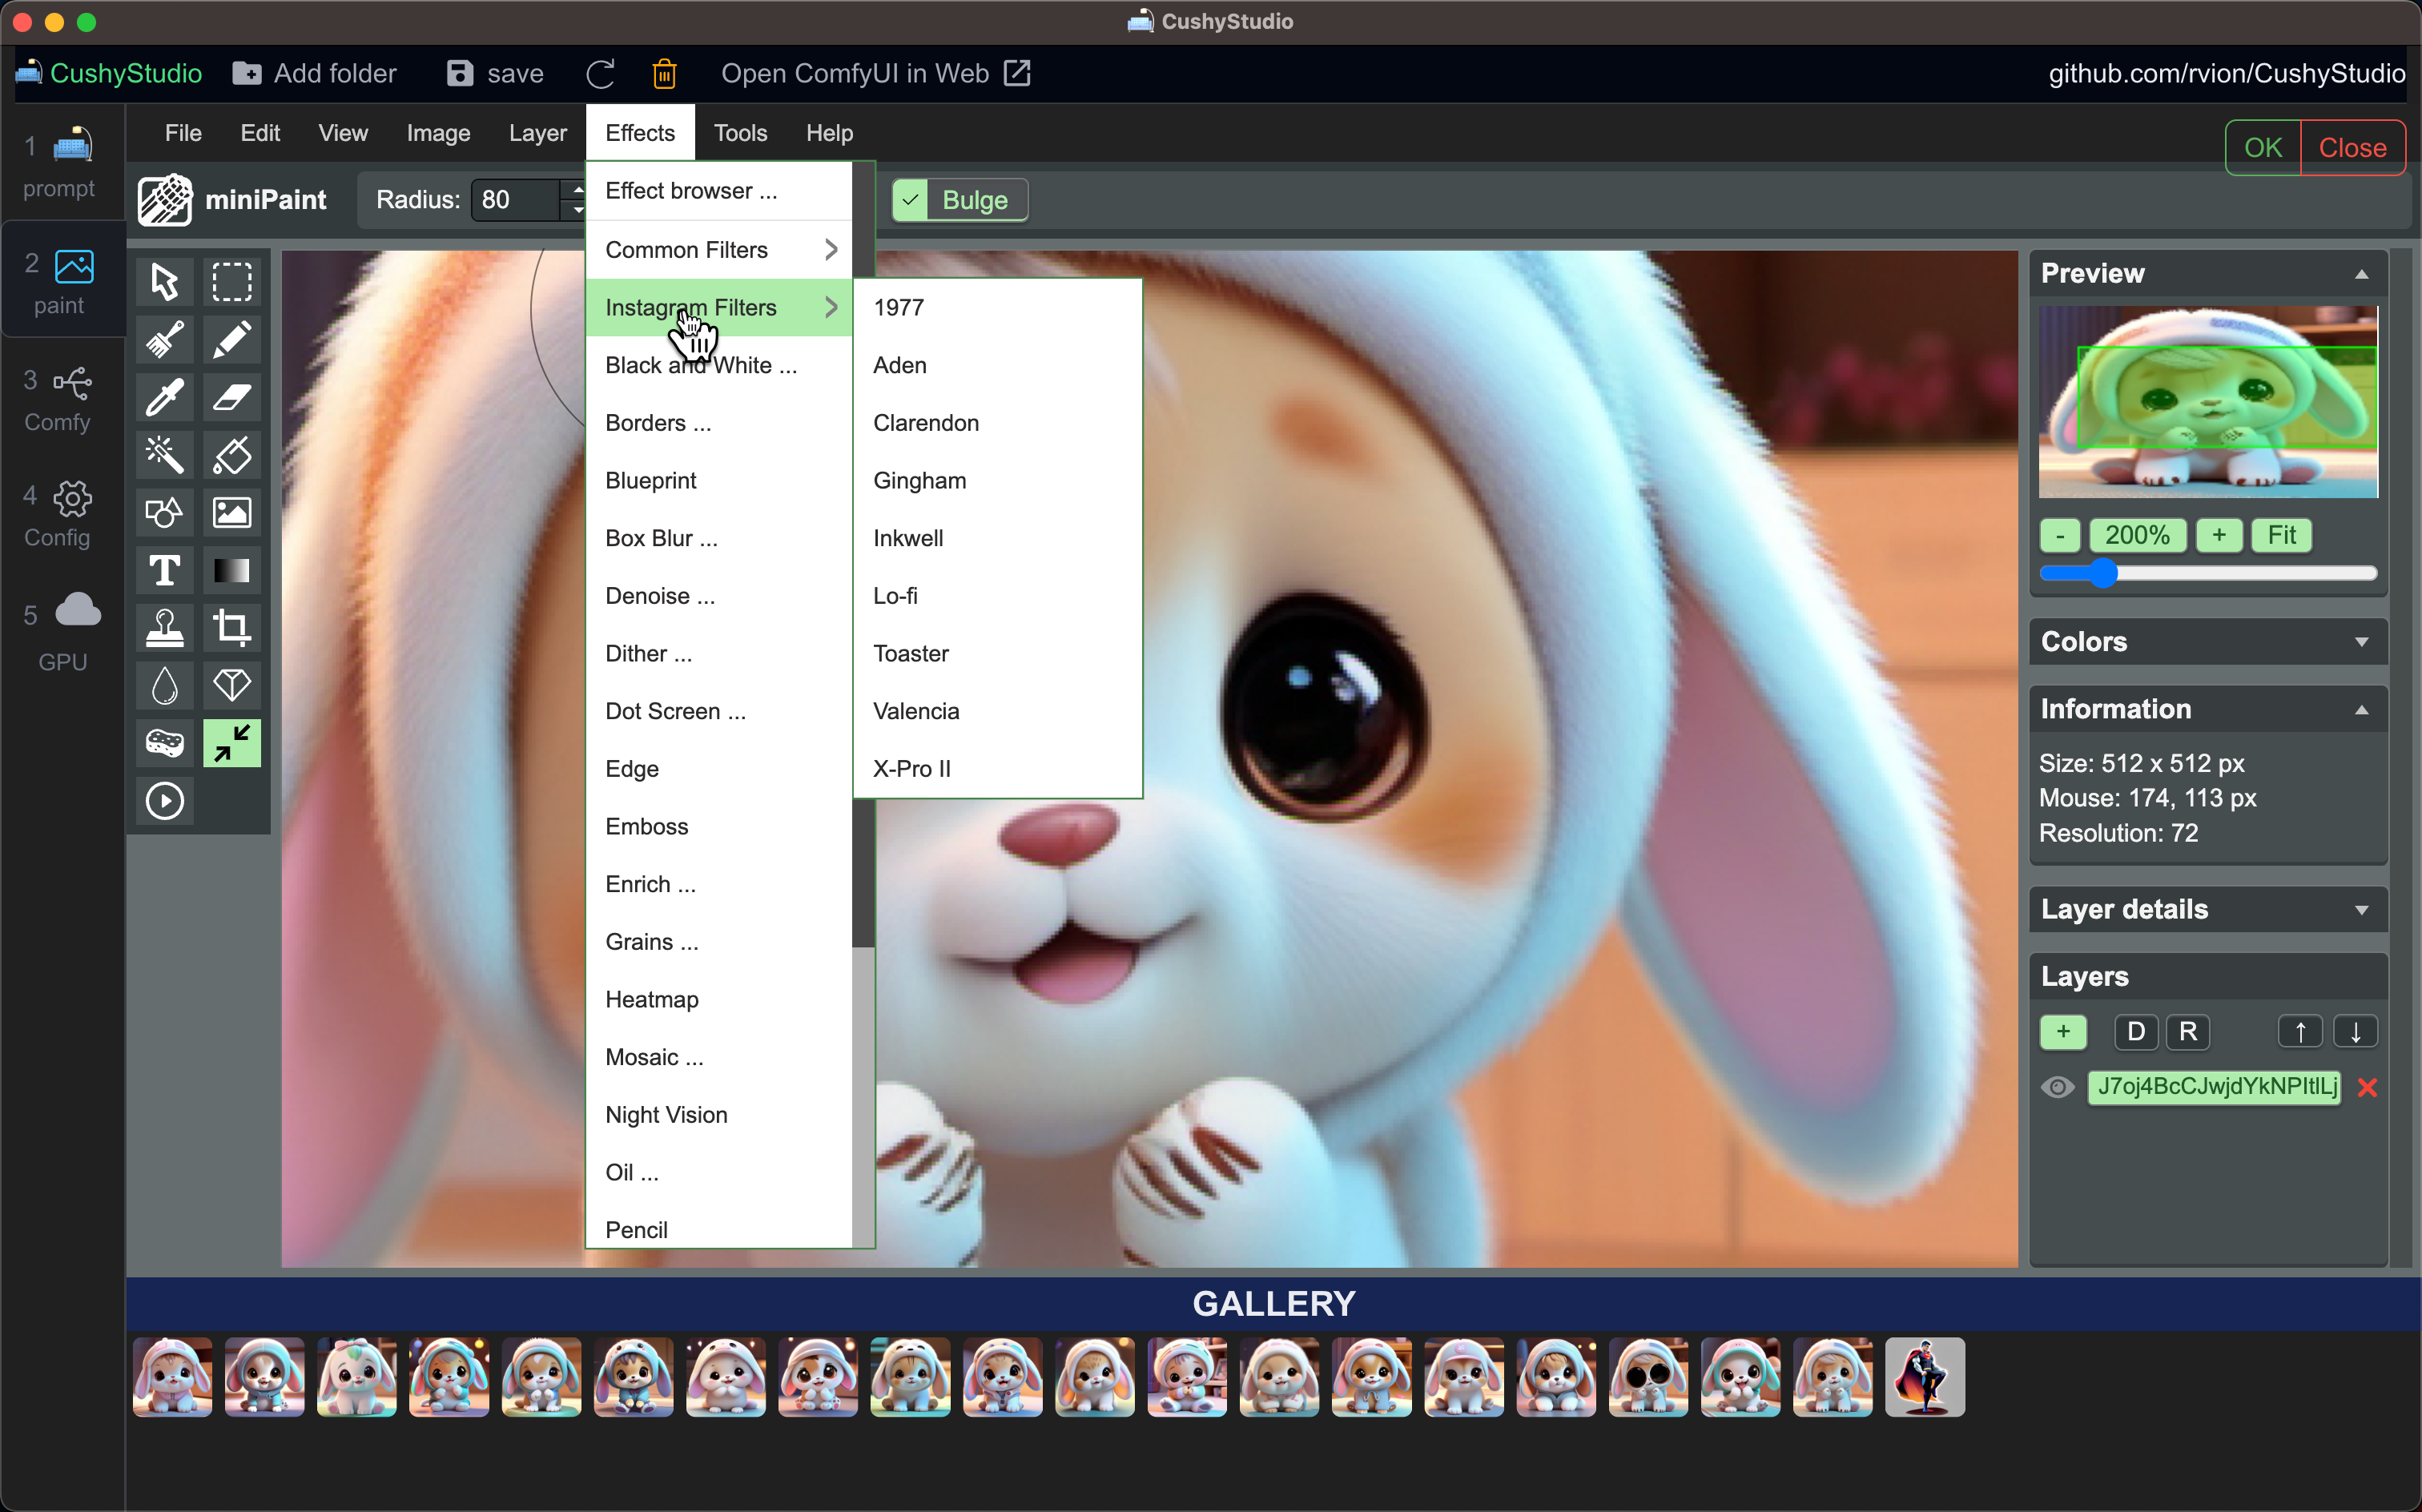 CushyStudio
CushyStudio
Add folder
save
Open ComfyUI in Web
github.com/rvion/CushyStudio
1
prompt
2
paint
3
Comfy
4
Config
5
GPU
File Edit View Image Layer Effects Tools Help
OK Close
miniPaint
Radius: 80
Bulge
Effect browser ...
Common Filters
Instagram Filters
Black and White ...
Borders ...
Blueprint
Box Blur ...
Denoise ...
Dither ...
Dot Screen ...
Edge
Emboss
Enrich ...
Grains ...
Heatmap
Mosaic ...
Night Vision
Oil ...
Pencil
1977
Aden
Clarendon
Gingham
Inkwell
Lo-fi
Toaster
Valencia
X-Pro II
Preview
- 200% + Fit
Colors
Information
Size: 512 x 512 px
Mouse: 174, 113 px
Resolution: 72
Layer details
Layers
+ D R ↑ ↓
GALLERY